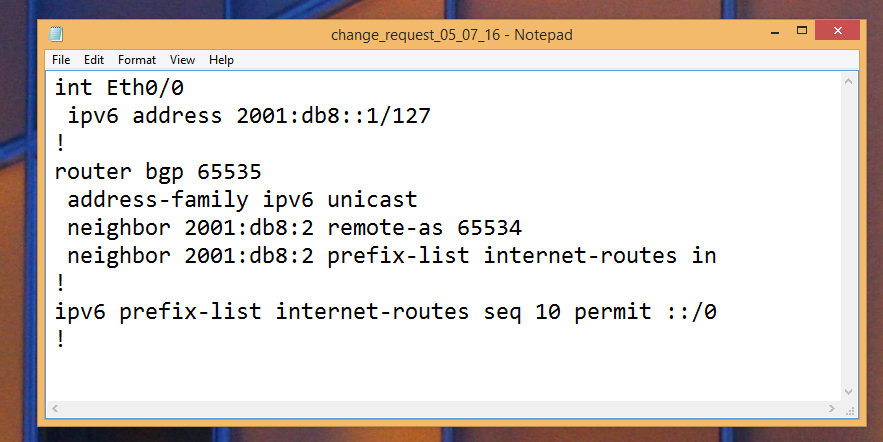 change_request_05_07_16 - Notepad
File Edit Format View Help
int Eth0/0
ipv6 address 2001:db8::1/127
!
router bgp 65535
address-family ipv6 unicast
neighbor 2001:db8:2 remote-as 65534
neighbor 2001:db8:2 prefix-list internet-routes in
!
ipv6 prefix-list internet-routes seq 10 permit ::/0
!